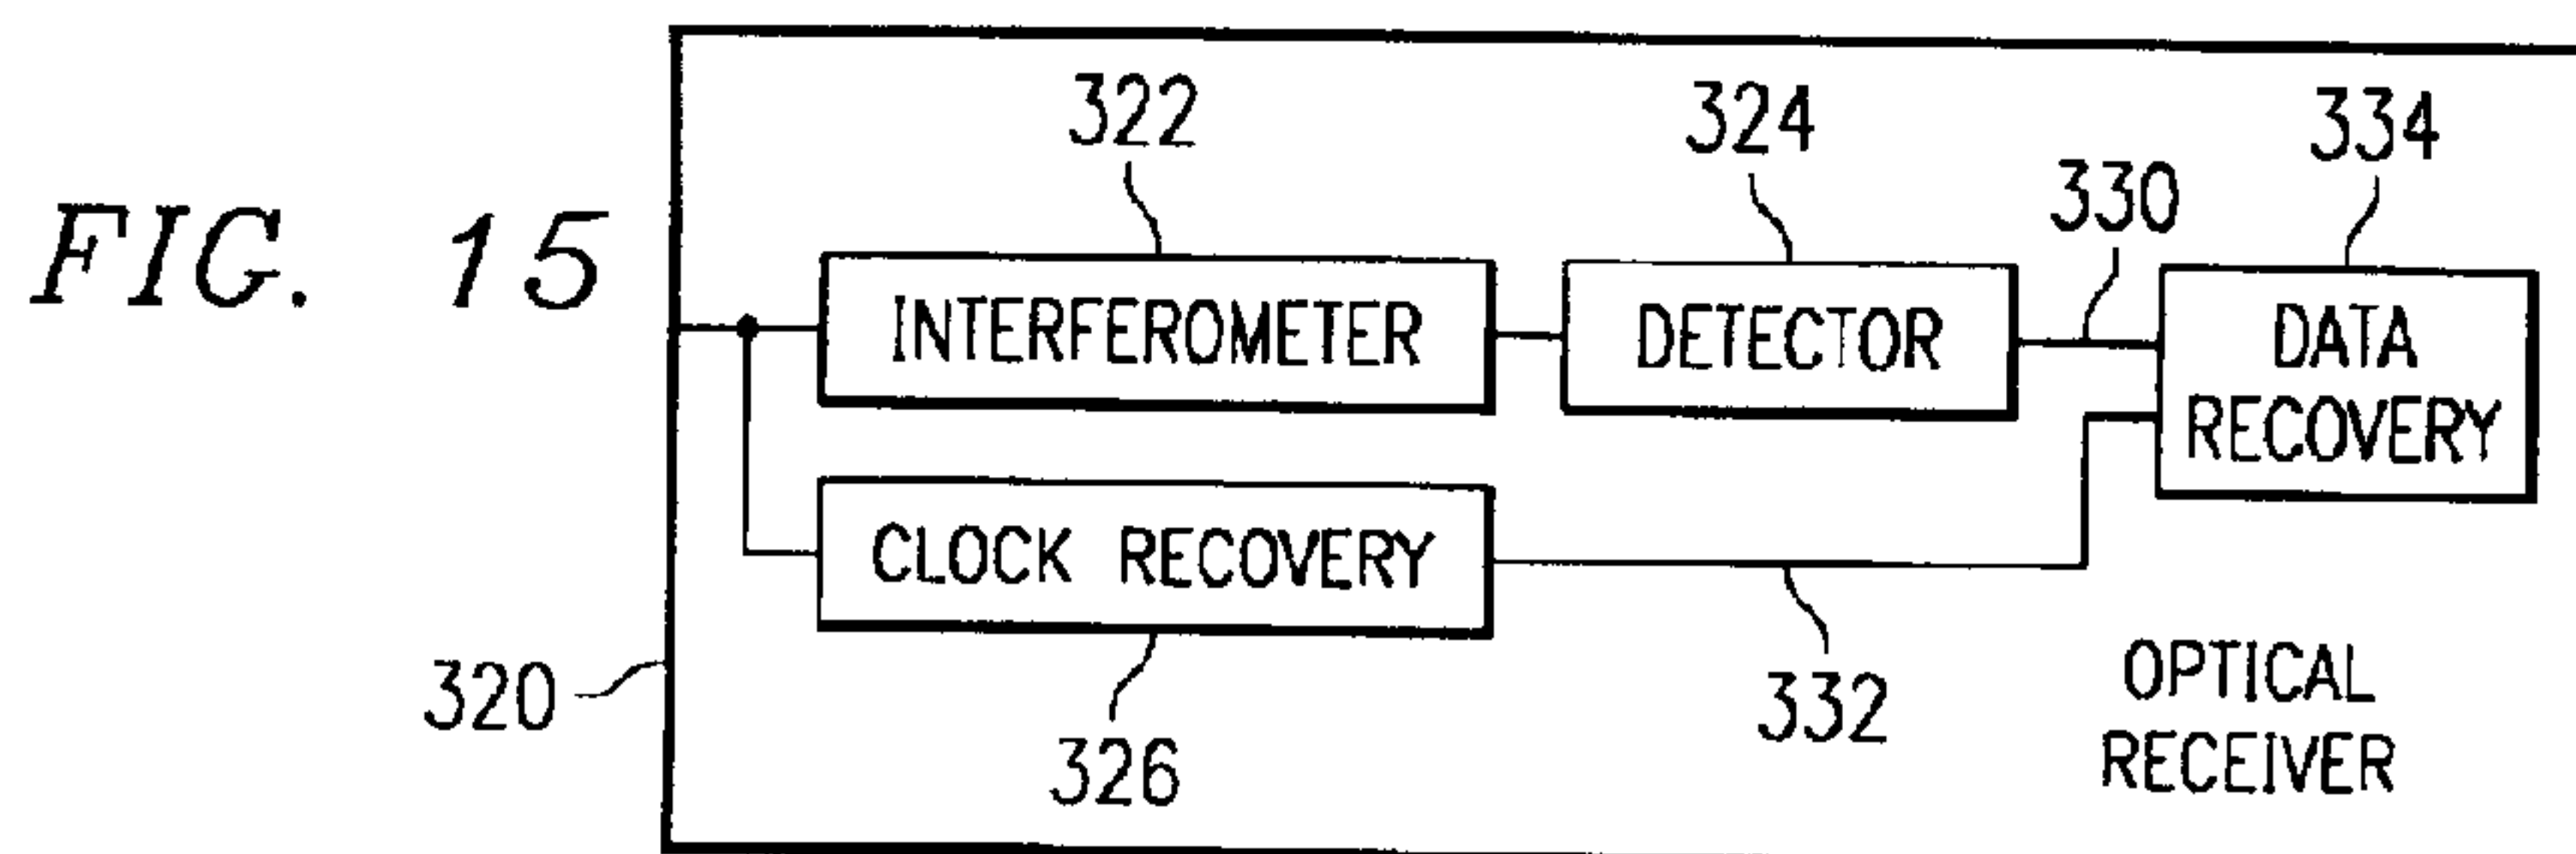 FIG. 15
322
324
334
330
INTERFEROMETER
DETECTOR
DATA
RECOVERY
CLOCK RECOVERY
320
326
332
OPTICAL
RECEIVER